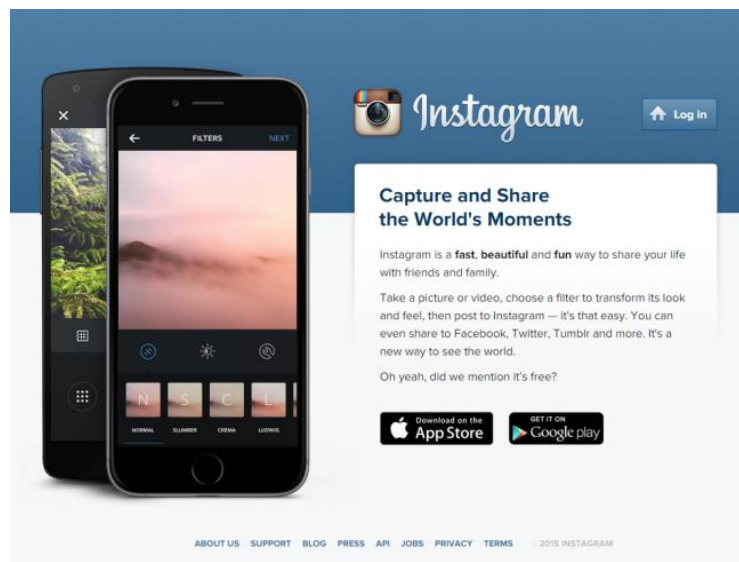 Instagram
Log in
FILTERS
NEXT
N
S
C
L
NORMAL
SLUMBER
CREMA
LUDWIG
Capture and Share
the World's Moments
Instagram is a fast, beautiful and fun way to share your life
with friends and family.
Take a picture or video, choose a filter to transform its look
and feel, then post to Instagram — it's that easy. You can
even share to Facebook, Twitter, Tumblr and more. It's a
new way to see the world.
Oh yeah, did we mention it's free?
Download on the
App Store
GET IT ON
Google play
ABOUT US SUPPORT BLOG PRESS API JOBS PRIVACY TERMS © 2015 INSTAGRAM